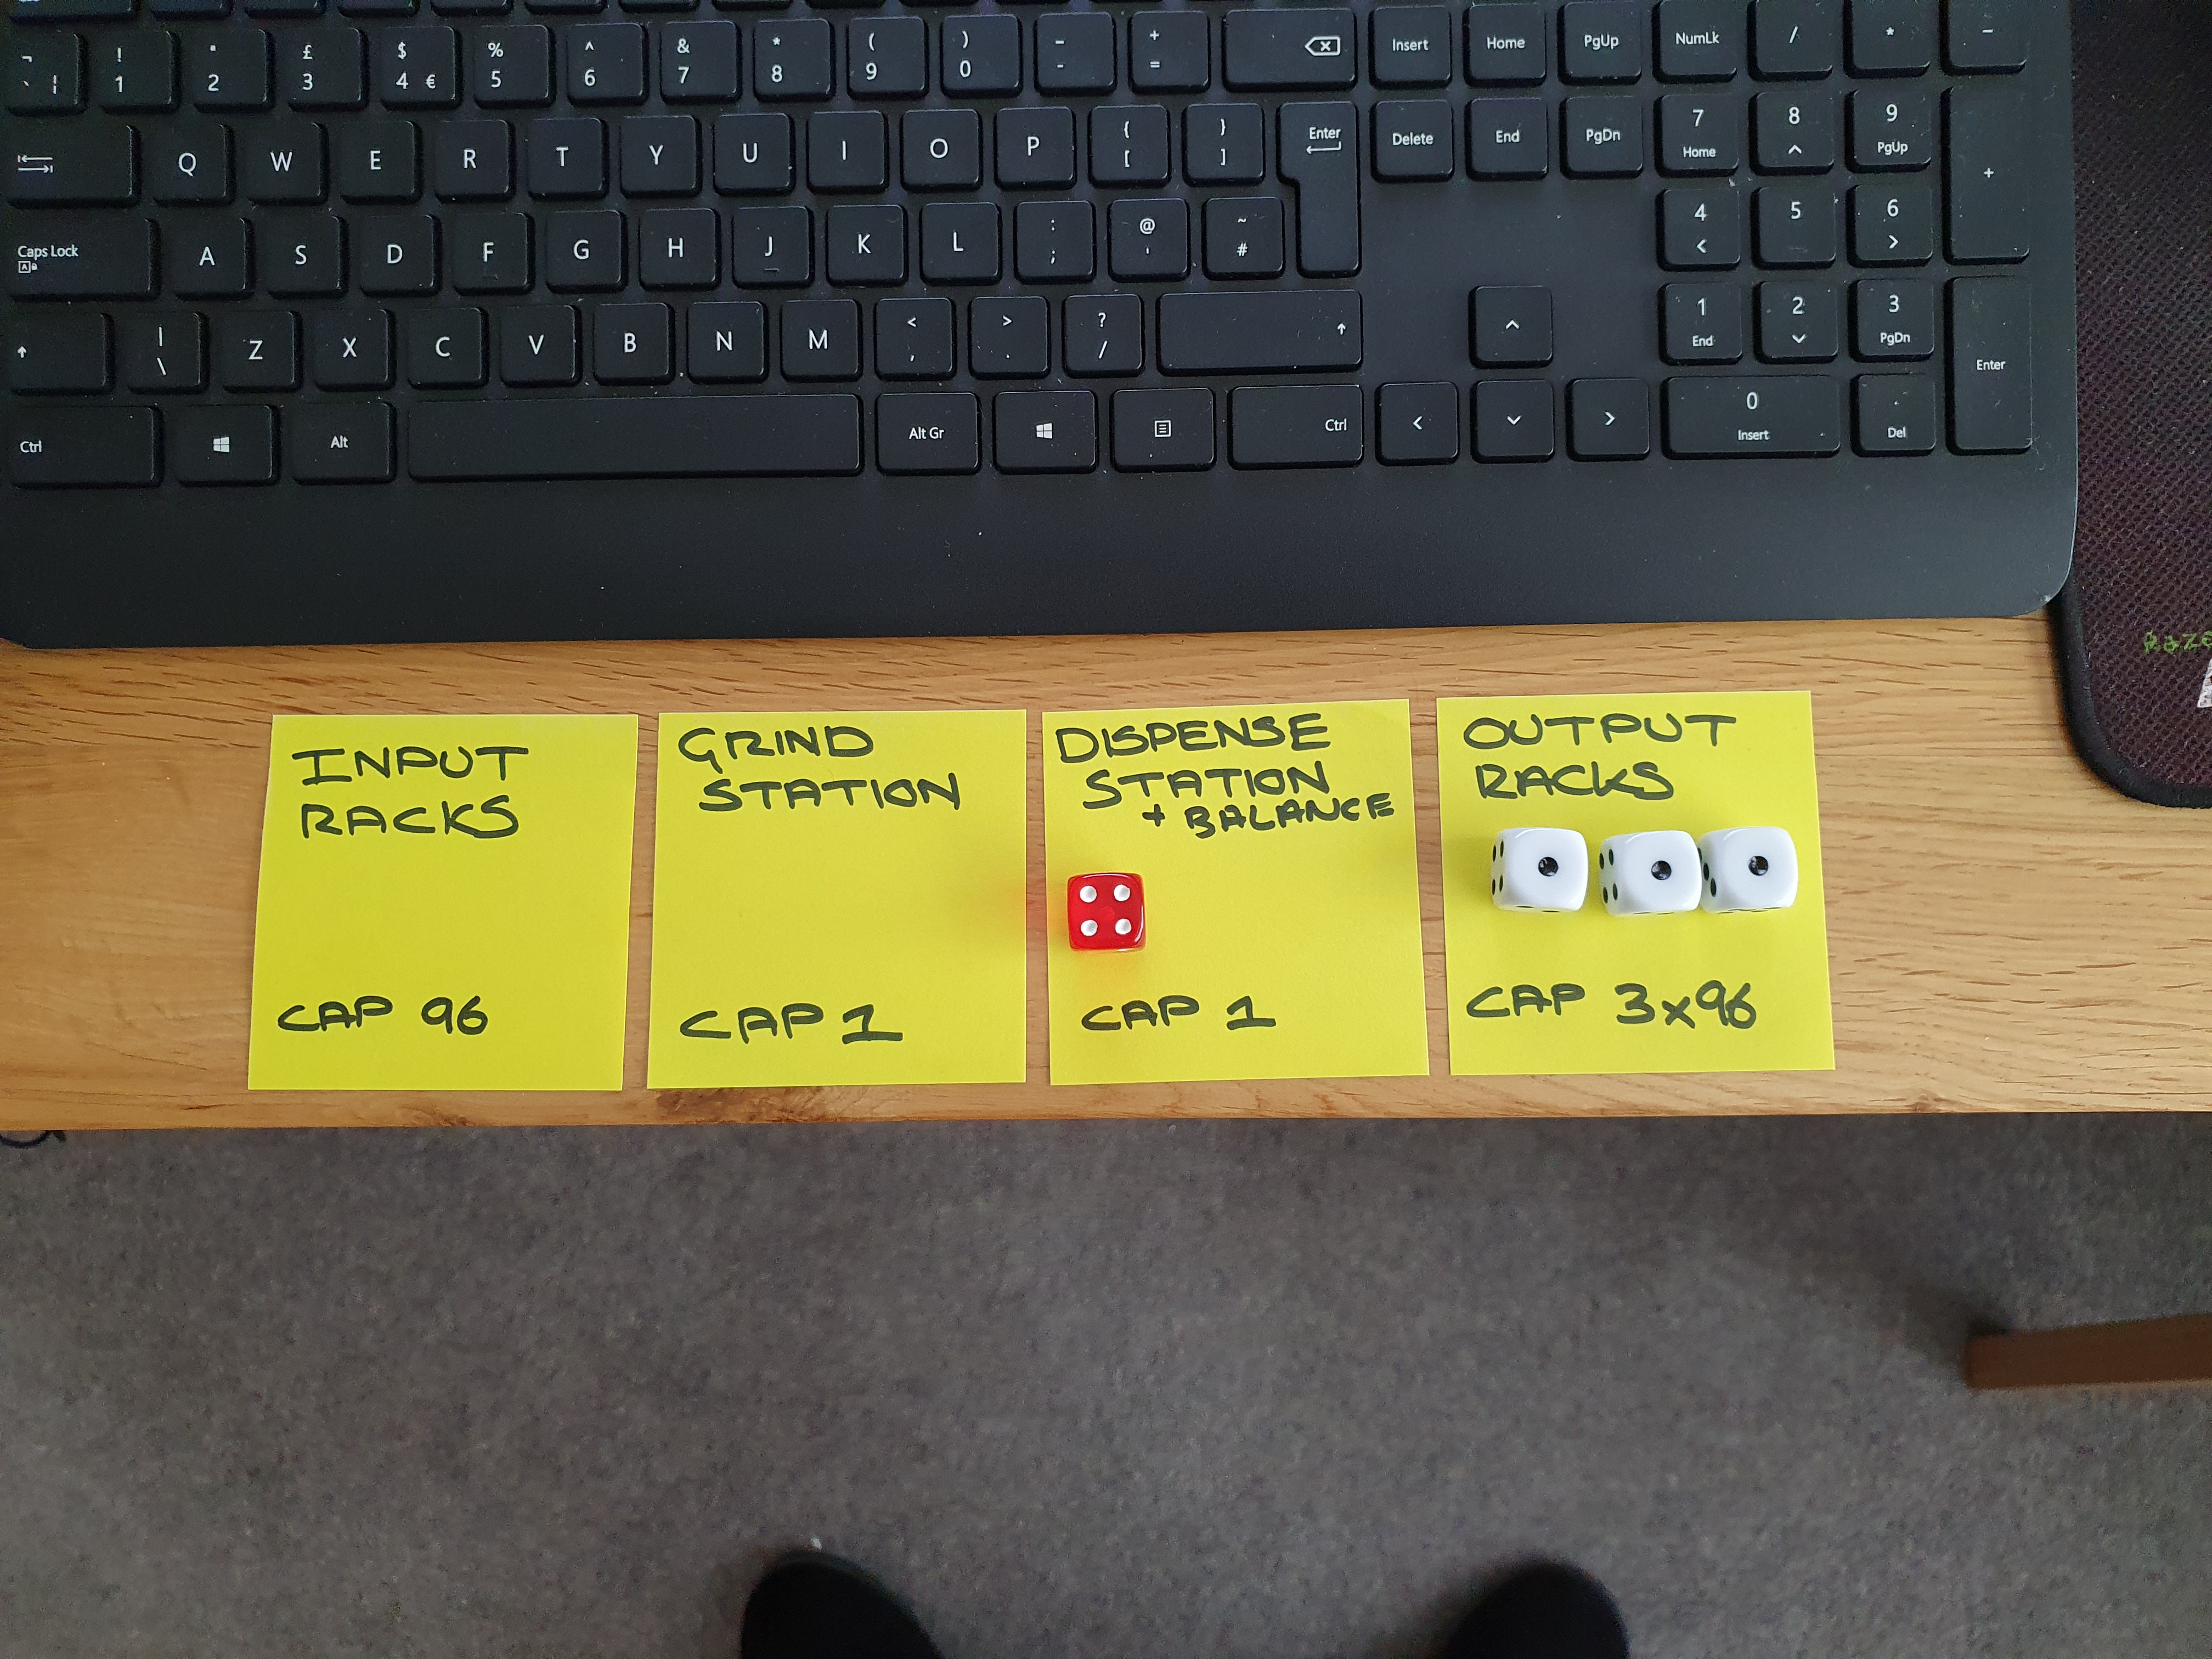 ¬ ` ¦
! 1
" 2
£ 3
$ 4 €
% 5
^ 6
& 7
* 8
( 9
) 0
_ -
+ =
Insert Home PgUp NumLk / * -
Q W E R T Y U I O P { [ } ] Enter
Delete End PgDn
7 Home
8
9 PgUp
+
Caps Lock A S D F G H J K L : ; @ ' ~ #
4 <
5
6 >
| \ Z X C V B N M < , > . ? /
1 End
2
3 PgDn
Enter
Ctrl Alt Alt Gr Ctrl
0 Insert
. Del
INPUT
RACKS
CAP 96
GRIND
STATION
CAP 1
DISPENSE
STATION
+ BALANCE
CAP 1
OUTPUT
RACKS
CAP 3x96